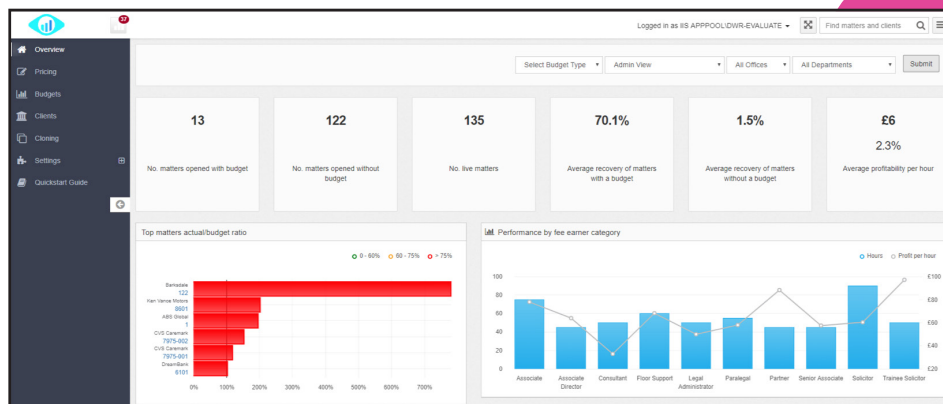 37
Logged in as IIS APPPOOL\DWR-EVALUATE
Find matters and clients
Overview
Pricing
Budgets
Clients
Cloning
Settings
Quickstart Guide
Select Budget Type
Admin View
All Offices
All Departments
Submit
13
No. matters opened with budget
122
No. matters opened without
budget
135
No. live matters
70.1%
Average recovery of matters
with a budget
1.5%
Average recovery of matters
without a budget
£6
2.3%
Average profitability per hour
Top matters actual/budget ratio
0 - 60% 60 - 75% > 75%
Barksdale
122
Ken Vance Motors
8601
ABS Global
1
CVS Caremark
7975-002
CVS Caremark
7975-001
DreamBank
6101
0% 100% 200% 300% 400% 500% 600% 700%
Performance by fee earner category
Hours Profit per hour
100
80
60
40
20
0
£100
£80
£60
£40
£20
Associate
Associate
Director
Consultant
Floor Support
Legal
Administrator
Paralegal
Partner
Senior Associate
Solicitor
Trainee Solicitor